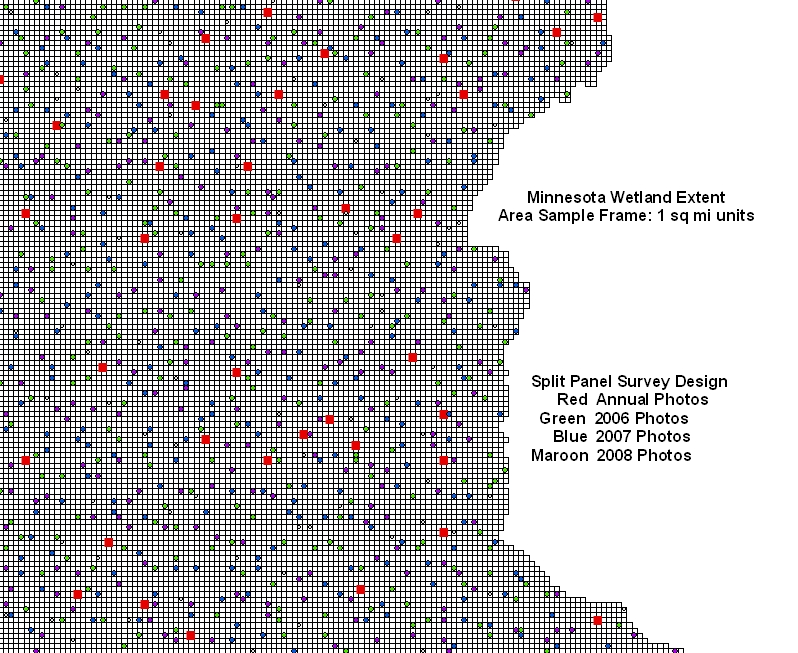 Minnesota Wetland Extent
Area Sample Frame: 1 sq mi units
Split Panel Survey Design
Red Annual Photos
Green 2006 Photos
Blue 2007 Photos
Maroon 2008 Photos